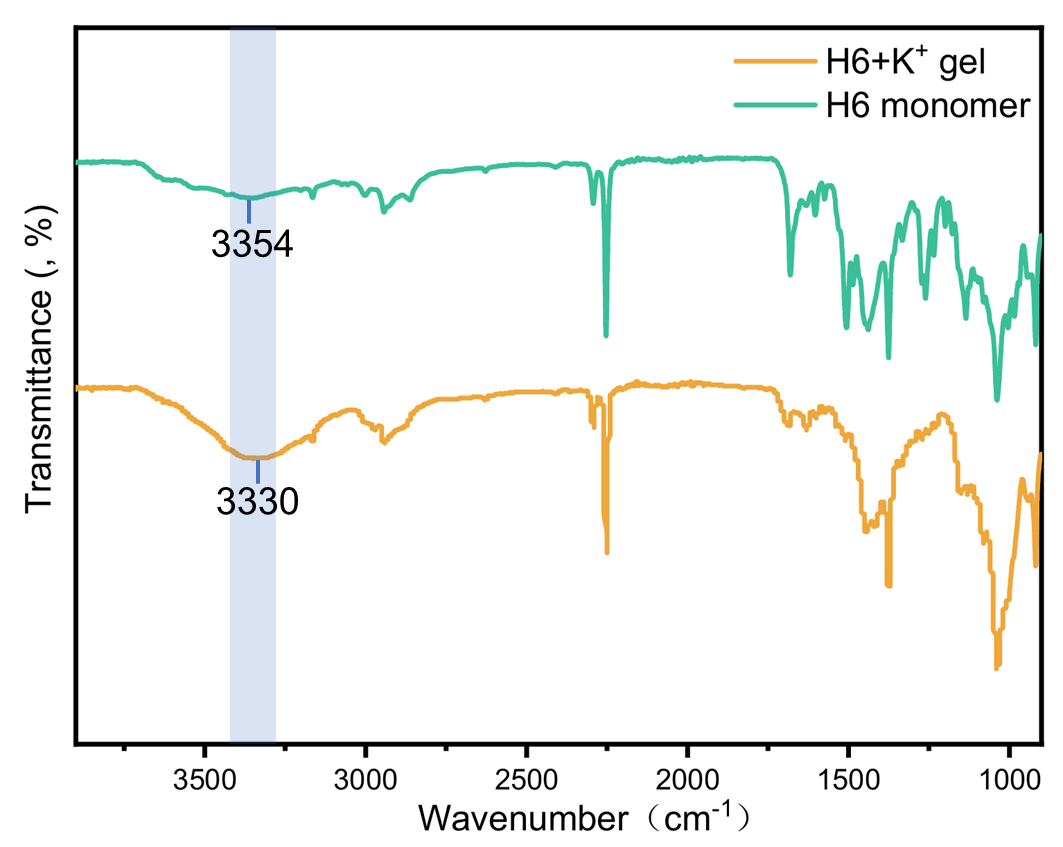 H6+K⁺ gel
H6 monomer
3354
3330
Transmittance (, %)
3500 3000 2500 2000 1500 1000
Wavenumber（cm⁻¹）